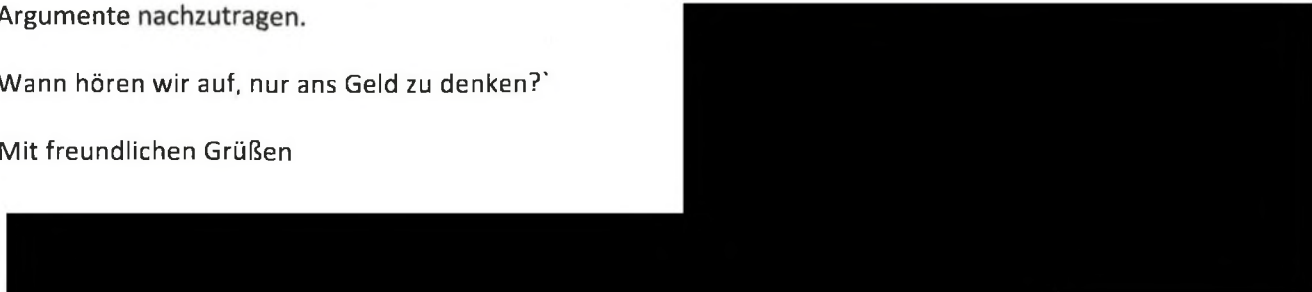 Argumente nachzutragen.
Wann hören wir auf, nur ans Geld zu denken?`
Mit freundlichen Grüßen